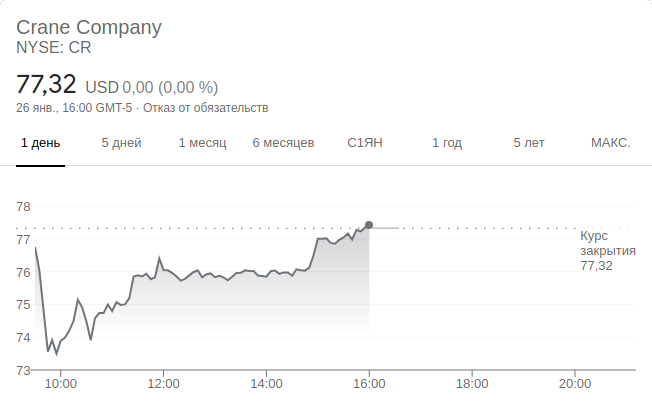 Crane Company
NYSE: CR
77,32 USD 0,00 (0,00 %)
26 янв., 16:00 GMT-5 · Отказ от обязательств
1 день 5 дней 1 месяц 6 месяцев С1ЯН 1 год 5 лет МАКС.
78
77
76
75
74
73
Курс
закрытия
77,32
10:00 12:00 14:00 16:00 18:00 20:00